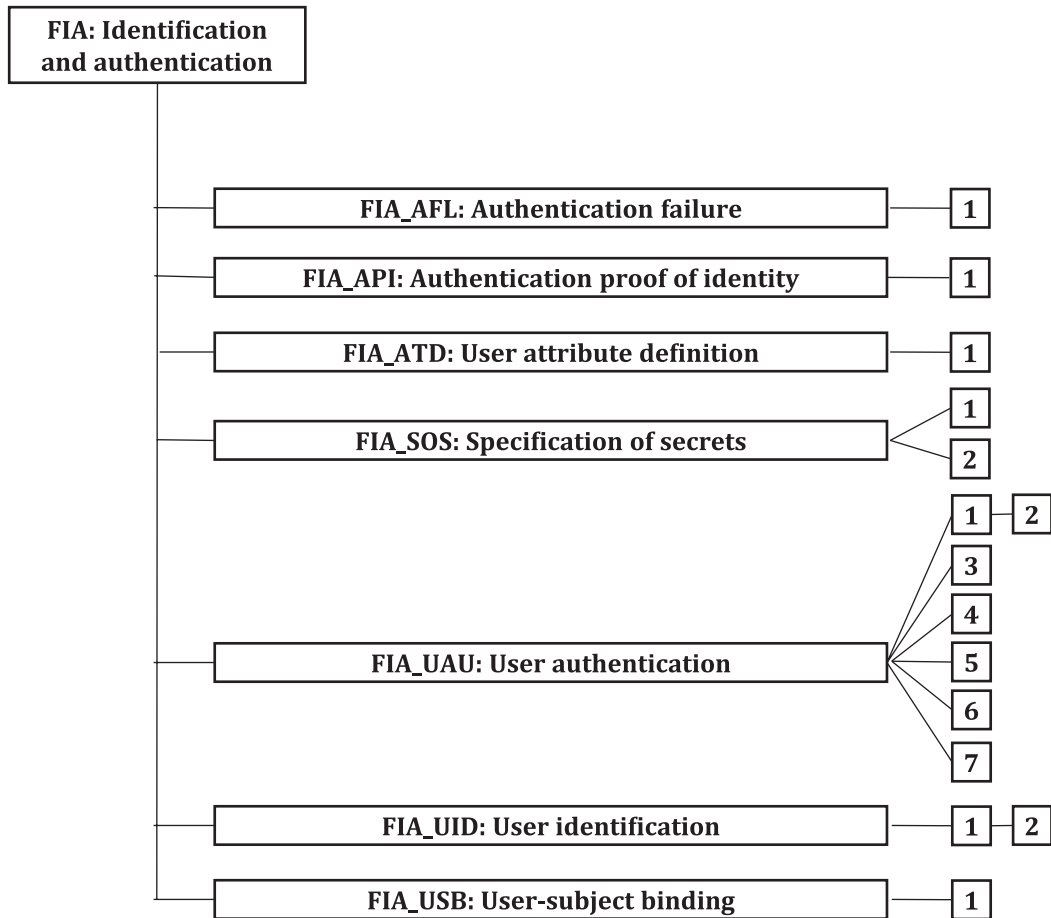 FIA: Identification
and authentication
FIA_AFL: Authentication failure 1
FIA_API: Authentication proof of identity 1
FIA_ATD: User attribute definition 1
1
FIA_SOS: Specification of secrets
2
1 2
3
4
FIA_UAU: User authentication 5
6
7
FIA_UID: User identification 1 2
FIA_USB: User-subject binding 1